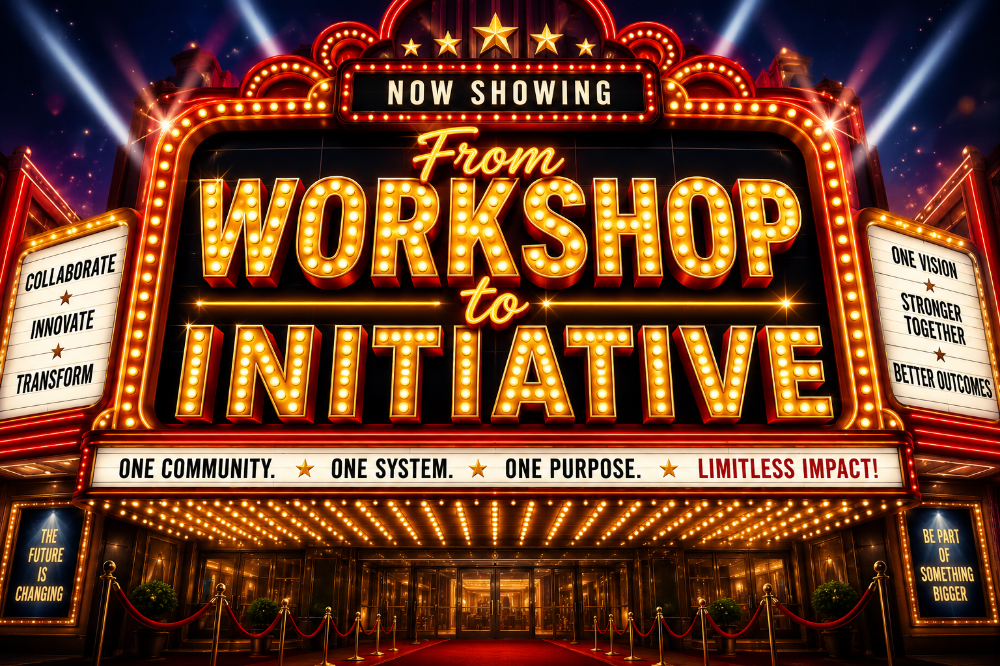 NOW SHOWING
From
WORKSHOP
to
INITIATIVE
COLLABORATE
INNOVATE
TRANSFORM
ONE VISION
STRONGER
TOGETHER
BETTER OUTCOMES
ONE COMMUNITY. ★ ONE SYSTEM. ★ ONE PURPOSE. ★ LIMITLESS IMPACT!
THE
FUTURE
IS
CHANGING
BE PART
OF
SOMETHING
BIGGER